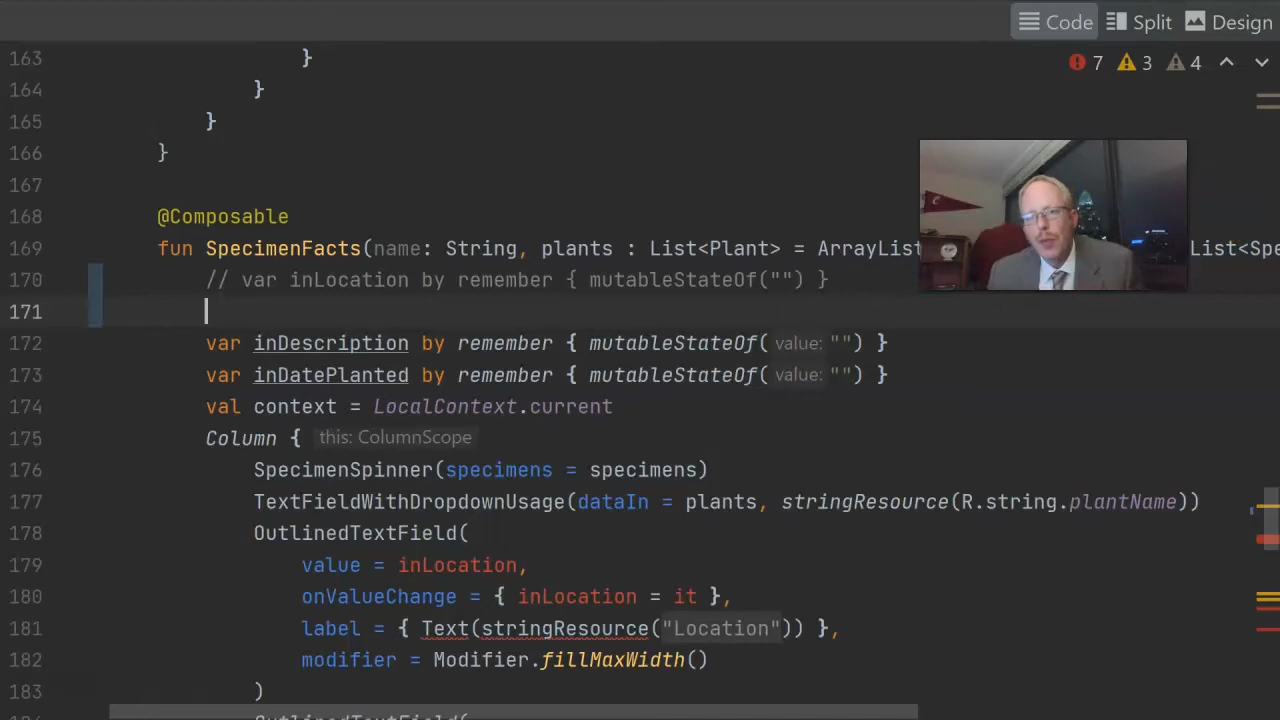 Code Split Design
7 3 4
163 }
164 }
165 }
166 }
167
168 @Composable
169 fun SpecimenFacts(name: String, plants : List<Plant> = ArrayList List<Spe
170 // var inLocation by remember { mutableStateOf("") }
171
172 var inDescription by remember { mutableStateOf( value: "") }
173 var inDatePlanted by remember { mutableStateOf( value: "") }
174 val context = LocalContext.current
175 Column { this: ColumnScope
176 SpecimenSpinner(specimens = specimens)
177 TextFieldWithDropdownUsage(dataIn = plants, stringResource(R.string.plantName))
178 OutlinedTextField(
179 value = inLocation,
180 onValueChange = { inLocation = it },
181 label = { Text(stringResource("Location")) },
182 modifier = Modifier.fillMaxWidth()
183 )
OutlinedTextField(